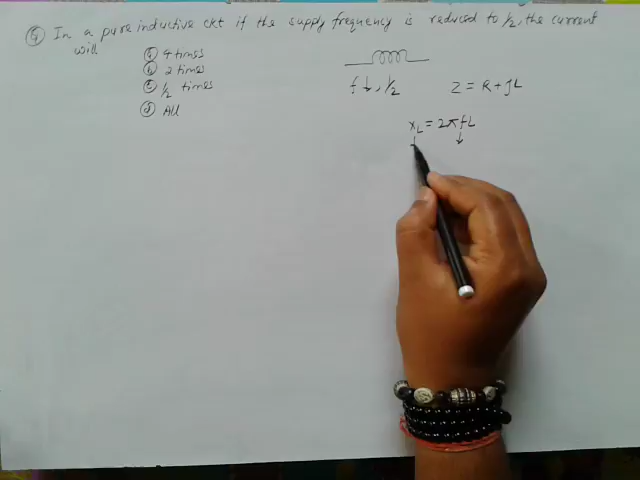 5 In a pure inductive ckt if the supply frequency is reduced to 1/2, the current
will
a 4 times
b 2 times
c 1/2 times
d All
f ↓, 1/2
Z = R + JL
XL = 2πfL
↓ ↓